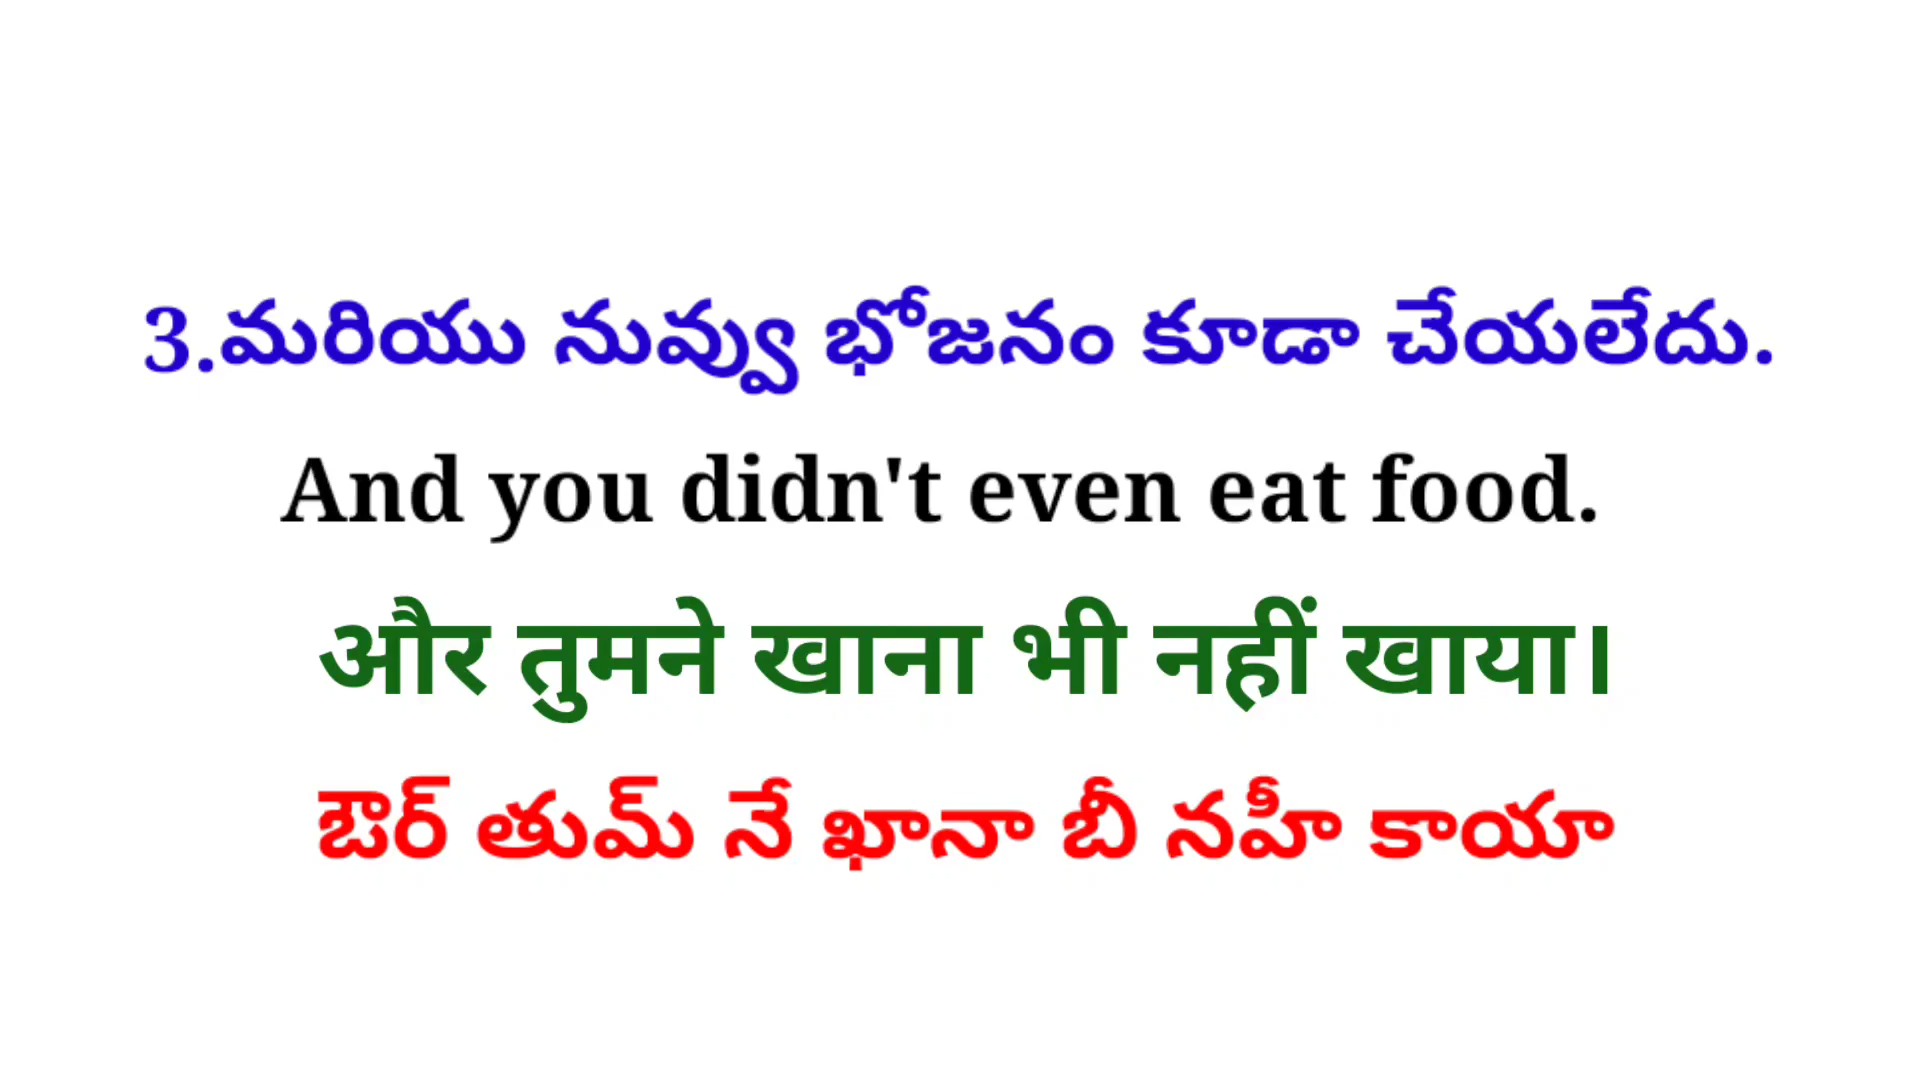 3.మరియు నువ్వు భోజనం కూడా చేయలేదు.
And you didn't even eat food.
और तुमने खाना भी नहीं खाया।
ఔర్ తుమ్ నే ఖానా బీ నహీ కాయా